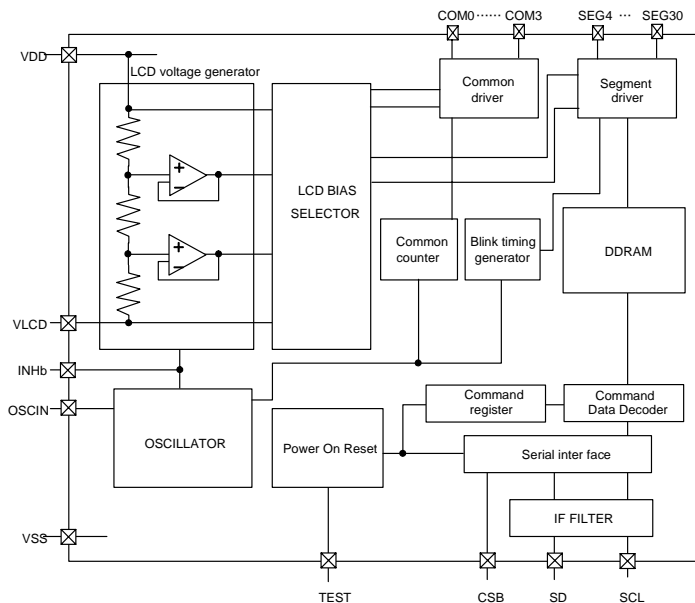 COM0 ······ COM3 SEG4 ··· SEG30
VDD
LCD voltage generator
Common
driver
Segment
driver
+
−
LCD BIAS
SELECTOR
+
−
Common
counter
Blink timing
generator
DDRAM
VLCD
INHb
OSCIN
OSCILLATOR
Power On Reset
Command
register
Command
Data Decoder
Serial inter face
IF FILTER
VSS
TEST CSB SD SCL